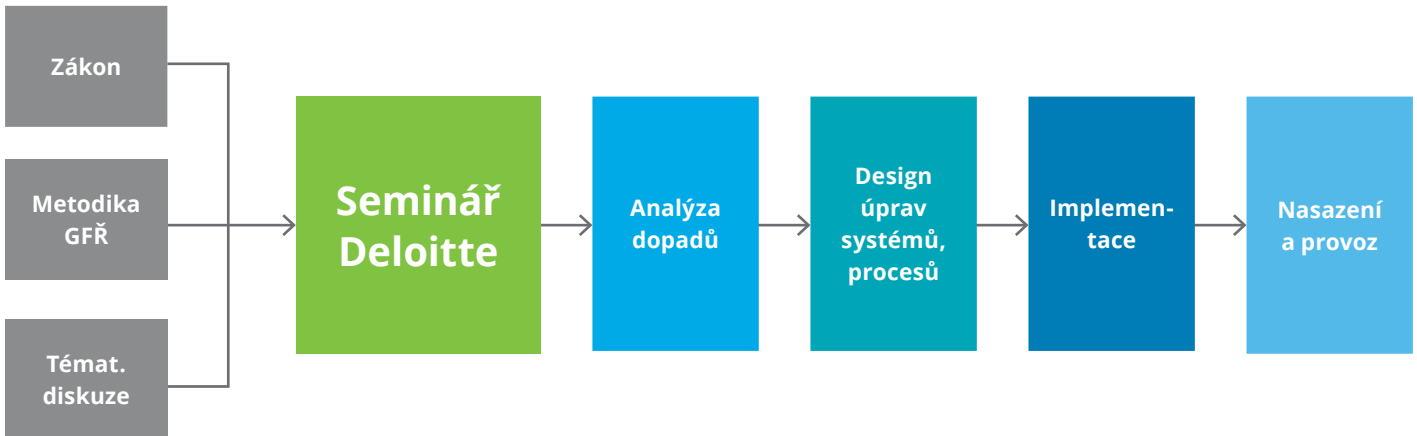 Zákon
Metodika
GFŘ
Témat.
diskuze
Seminář
Deloitte
Analýza
dopadů
Design
úprav
systémů,
procesů
Implemen-
tace
Nasazení
a provoz